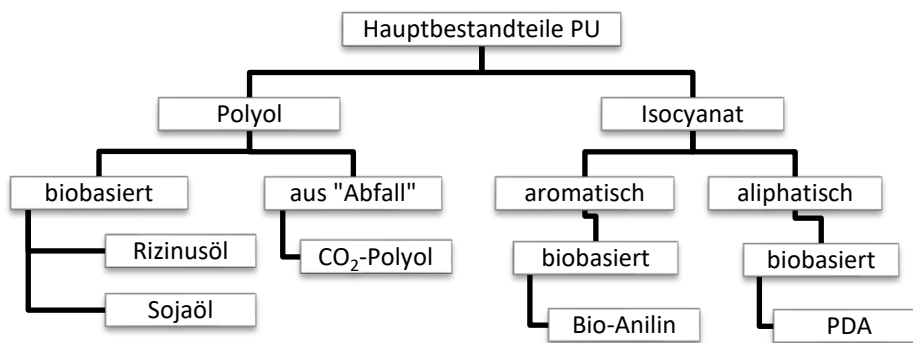 Hauptbestandteile PU
Polyol
Isocyanat
biobasiert
aus "Abfall"
aromatisch
aliphatisch
Rizinusöl
CO₂-Polyol
biobasiert
biobasiert
Sojaöl
Bio-Anilin
PDA